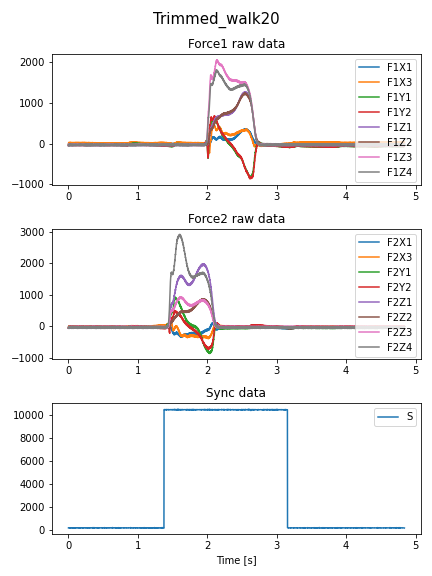 Trimmed_walk20
Force1 raw data
2000
1000
0
−1000
F1X1
F1X3
F1Y1
F1Y2
F1Z1
F1Z2
F1Z3
F1Z4
0 1 2 3 4 5
Force2 raw data
3000
2000
1000
0
−1000
F2X1
F2X3
F2Y1
F2Y2
F2Z1
F2Z2
F2Z3
F2Z4
0 1 2 3 4 5
Sync data
10000
8000
6000
4000
2000
0
S
0 1 2 3 4 5
Time [s]